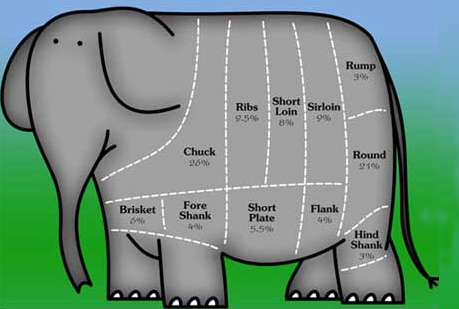 Rump
3%
Ribs
9.5%
Short
Loin
8%
Sirloin
9%
Chuck
26%
Round
21%
Brisket
6%
Fore
Shank
4%
Short
Plate
5.5%
Flank
4%
Hind
Shank
3%